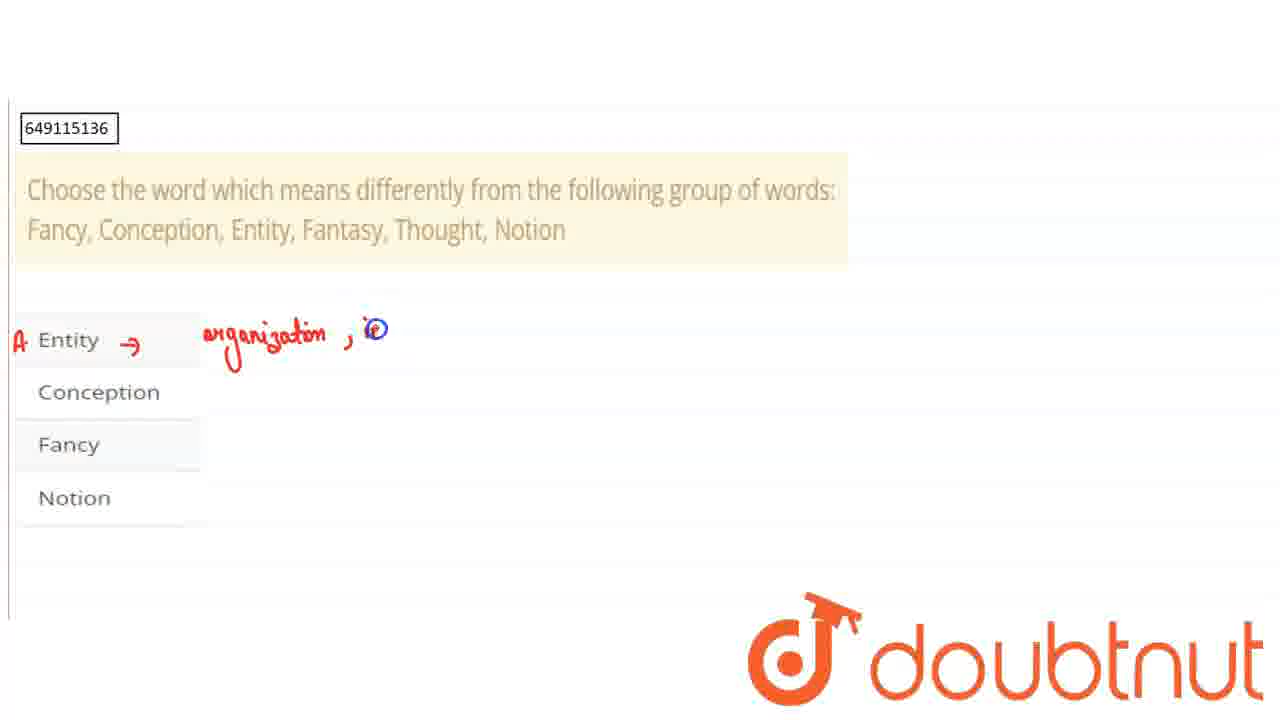 649115136
Choose the word which means differently from the following group of words:
Fancy, Conception, Entity, Fantasy, Thought, Notion
A Entity → organization,
Conception
Fancy
Notion
doubtnut